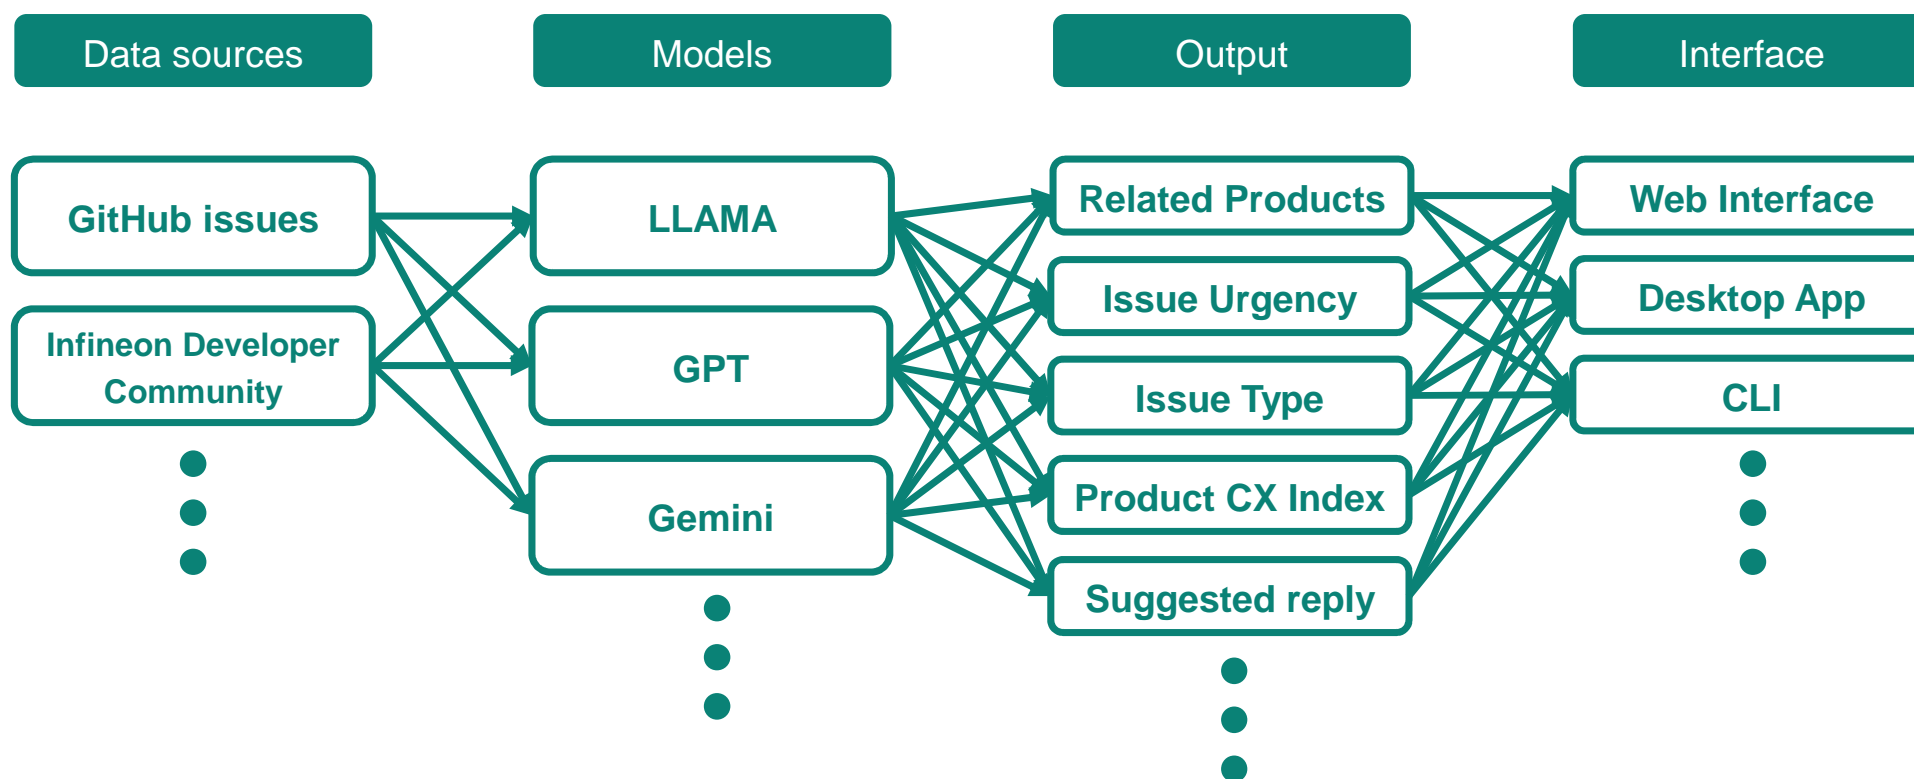 Data sources
Models
Output
Interface
GitHub issues
Infineon Developer
Community
LLAMA
GPT
Gemini
Related Products
Issue Urgency
Issue Type
Product CX Index
Suggested reply
Web Interface
Desktop App
CLI